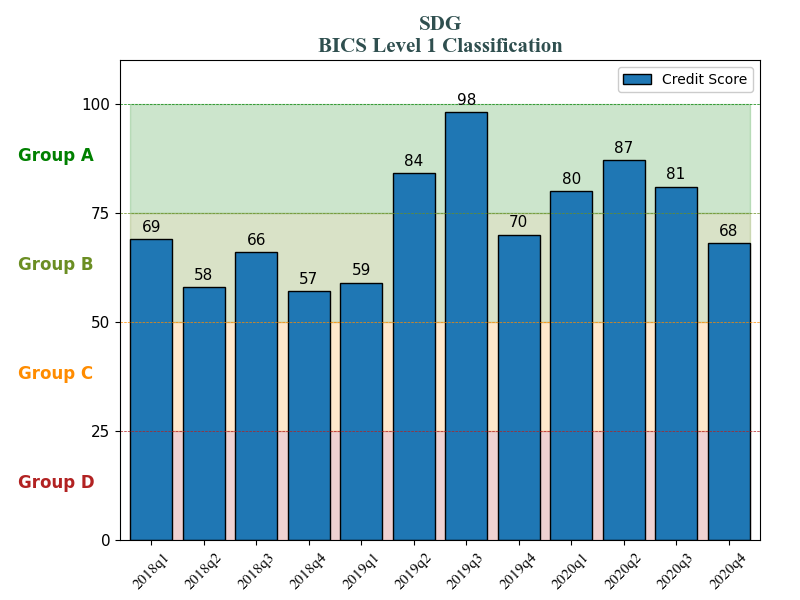 SDG
BICS Level 1 Classification
Credit Score
100
75
50
25
0
Group A
Group B
Group C
Group D
69
58
66
57
59
84
98
70
80
87
81
68
2018q1
2018q2
2018q3
2018q4
2019q1
2019q2
2019q3
2019q4
2020q1
2020q2
2020q3
2020q4